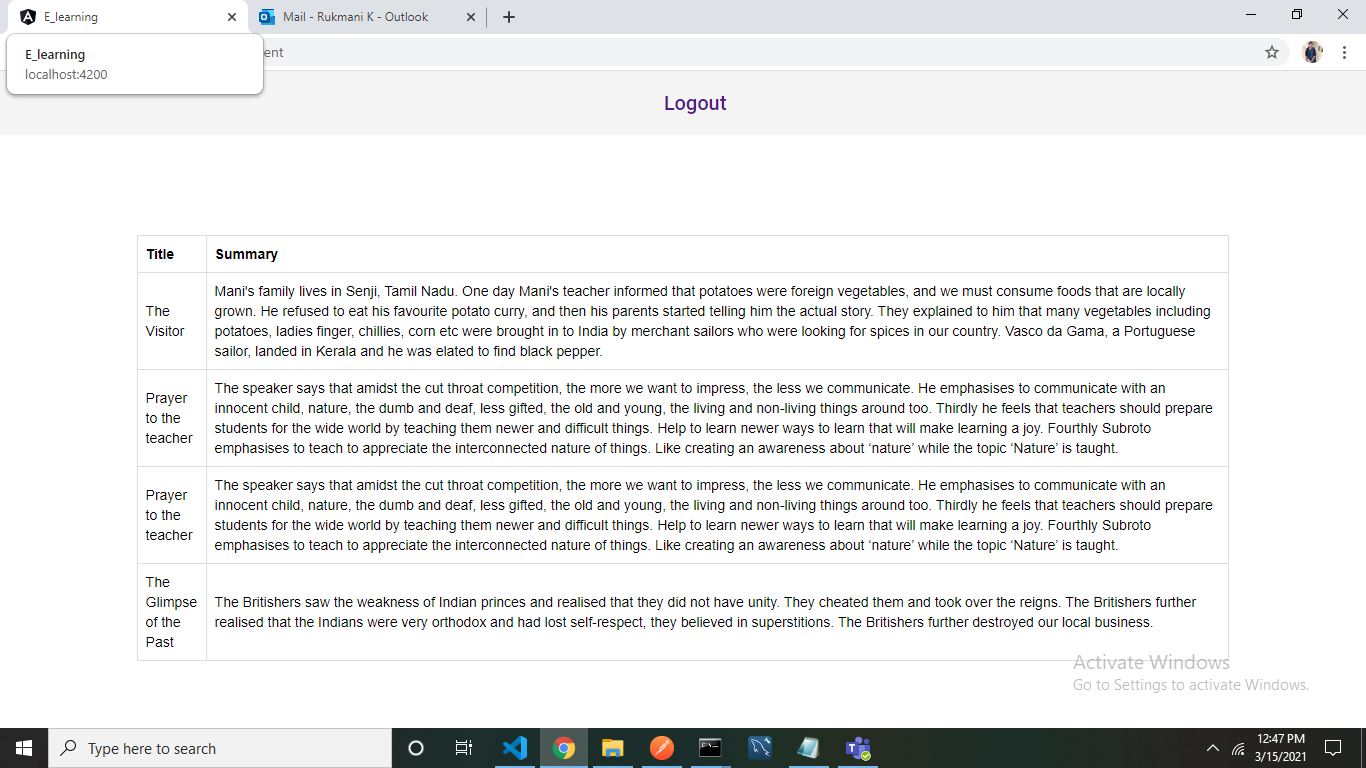 E_learning
Mail - Rukmani K - Outlook
E_learning
localhost:4200
ent
Logout
Title Summary
The Visitor
Mani's family lives in Senji, Tamil Nadu. One day Mani's teacher informed that potatoes were foreign vegetables, and we must consume foods that are locally
grown. He refused to eat his favourite potato curry, and then his parents started telling him the actual story. They explained to him that many vegetables including
potatoes, ladies finger, chillies, corn etc were brought in to India by merchant sailors who were looking for spices in our country. Vasco da Gama, a Portuguese
sailor, landed in Kerala and he was elated to find black pepper.
Prayer
to the
teacher
The speaker says that amidst the cut throat competition, the more we want to impress, the less we communicate. He emphasises to communicate with an
innocent child, nature, the dumb and deaf, less gifted, the old and young, the living and non-living things around too. Thirdly he feels that teachers should prepare
students for the wide world by teaching them newer and difficult things. Help to learn newer ways to learn that will make learning a joy. Fourthly Subroto
emphasises to teach to appreciate the interconnected nature of things. Like creating an awareness about ‘nature’ while the topic ‘Nature’ is taught.
Prayer
to the
teacher
The speaker says that amidst the cut throat competition, the more we want to impress, the less we communicate. He emphasises to communicate with an
innocent child, nature, the dumb and deaf, less gifted, the old and young, the living and non-living things around too. Thirdly he feels that teachers should prepare
students for the wide world by teaching them newer and difficult things. Help to learn newer ways to learn that will make learning a joy. Fourthly Subroto
emphasises to teach to appreciate the interconnected nature of things. Like creating an awareness about ‘nature’ while the topic ‘Nature’ is taught.
The
Glimpse
of the
Past
The Britishers saw the weakness of Indian princes and realised that they did not have unity. They cheated them and took over the reigns. The Britishers further
realised that the Indians were very orthodox and had lost self-respect, they believed in superstitions. The Britishers further destroyed our local business.
Activate Windows
Go to Settings to activate Windows.
Type here to search
12:47 PM
3/15/2021